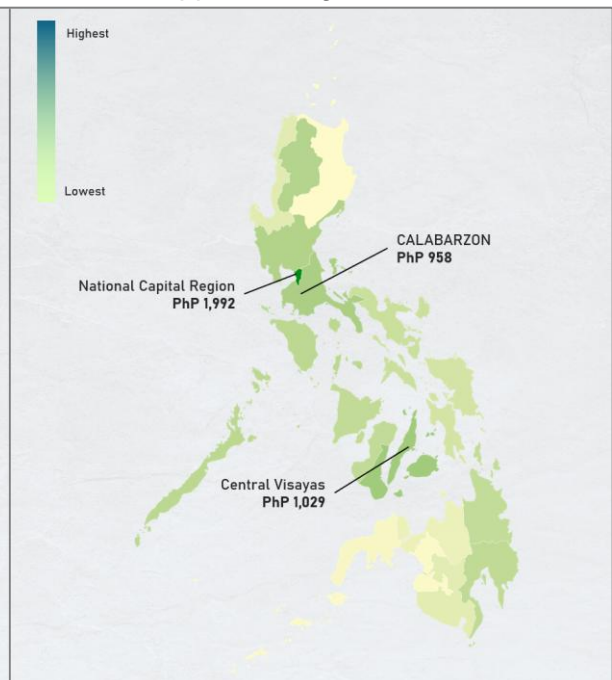 Highest
Lowest
CALABARZON
PhP 958
National Capital Region
PhP 1,992
Central Visayas
PhP 1,029